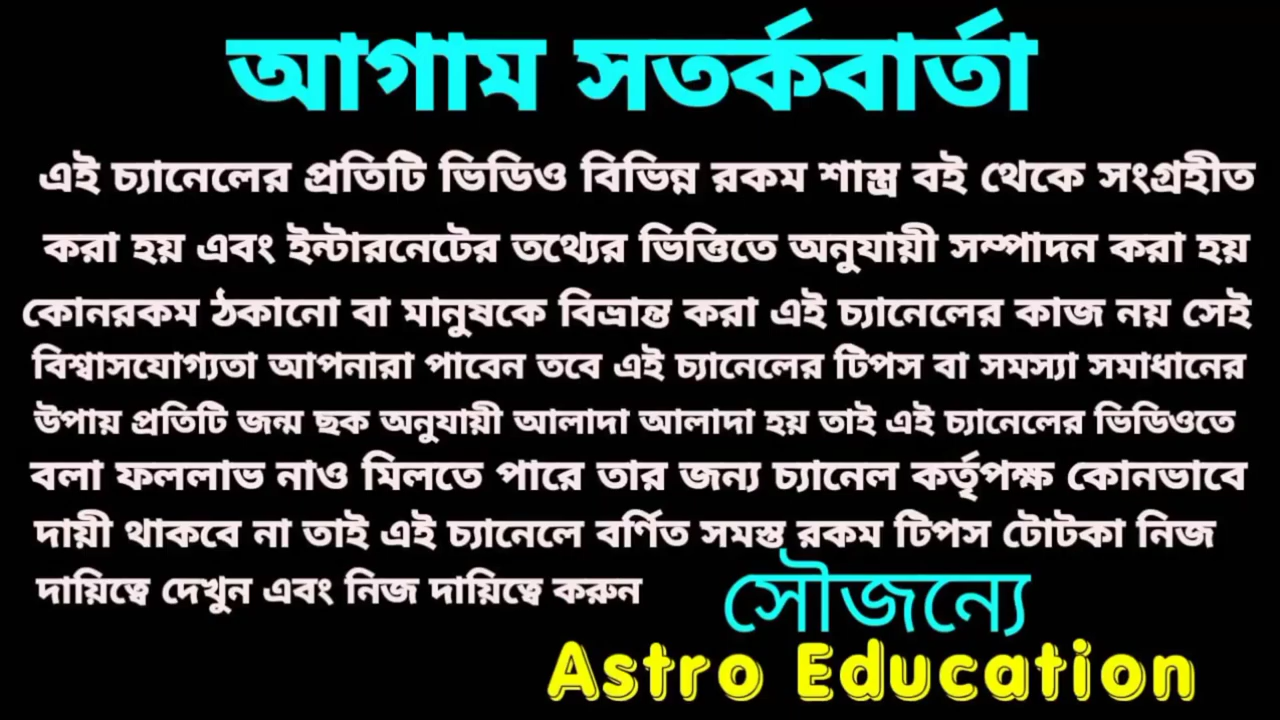 আগাম সতর্কবার্তা
এই চ্যানেলের প্রতিটি ভিডিও বিভিন্ন রকম শাস্ত্র বই থেকে সংগ্রহীত
করা হয় এবং ইন্টারনেটের তথ্যের ভিত্তিতে অনুযায়ী সম্পাদন করা হয়
কোনরকম ঠকানো বা মানুষকে বিভ্রান্ত করা এই চ্যানেলের কাজ নয় সেই
বিশ্বাসযোগ্যতা আপনারা পাবেন তবে এই চ্যানেলের টিপস বা সমস্যা সমাধানের
উপায় প্রতিটি জন্ম ছক অনুযায়ী আলাদা আলাদা হয় তাই এই চ্যানেলের ভিডিওতে
বলা ফললাভ নাও মিলতে পারে তার জন্য চ্যানেল কর্তৃপক্ষ কোনভাবে
দায়ী থাকবে না তাই এই চ্যানেলে বর্ণিত সমস্ত রকম টিপস টোটকা নিজ
দায়িত্বে দেখুন এবং নিজ দায়িত্বে করুন
সৌজন্যে
Astro Education